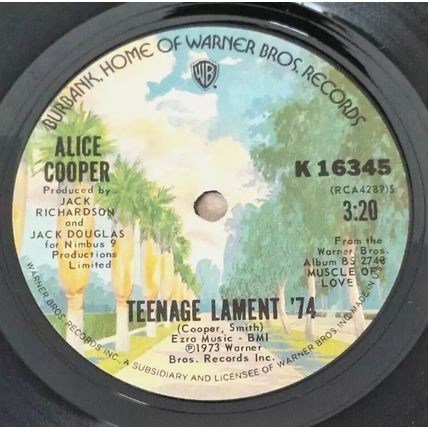 BURBANK, HOME OF WARNER BROS. RECORDS
WB
ALICE
COOPER
Produced by
JACK
RICHARDSON
and
JACK DOUGLAS
for Nimbus 9
Productions
Limited
K 16345
(RCA4287)S
3:20
From the
Warner Bros.
Album BS 2748
MUSCLE OF
LOVE
TEENAGE LAMENT '74
(Cooper, Smith)
Ezra Music - BMI
℗1973 Warner
Bros. Records Inc.
WARNER BROS. RECORDS INC., A SUBSIDIARY AND LICENSEE OF WARNER BROS. INC. MADE IN